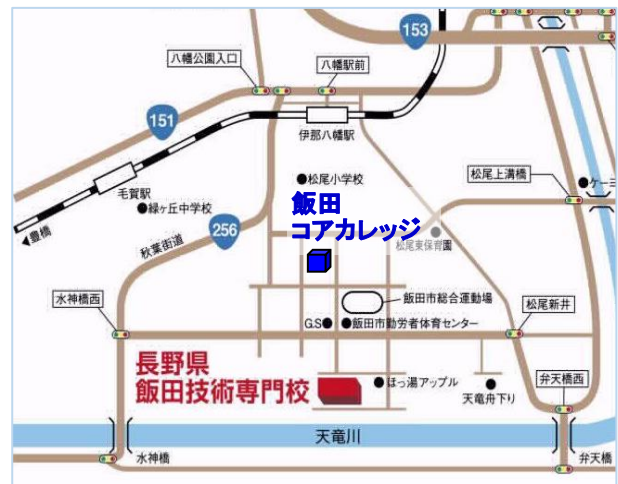 153
八幡公園入口
八幡駅前
151
伊那八幡駅
毛賀駅
松尾小学校
松尾上溝橋
ケーヨ
緑ヶ丘中学校
飯田
コアカレッジ
256
松尾東保育園
◀豊橋
秋葉街道
水神橋西
飯田市総合運動場
松尾新井
G.S
飯田市勤労者体育センター
長野県
飯田技術専門校
ほっ湯アップル
天竜舟下り
弁天橋西
天竜川
水神橋
弁天橋